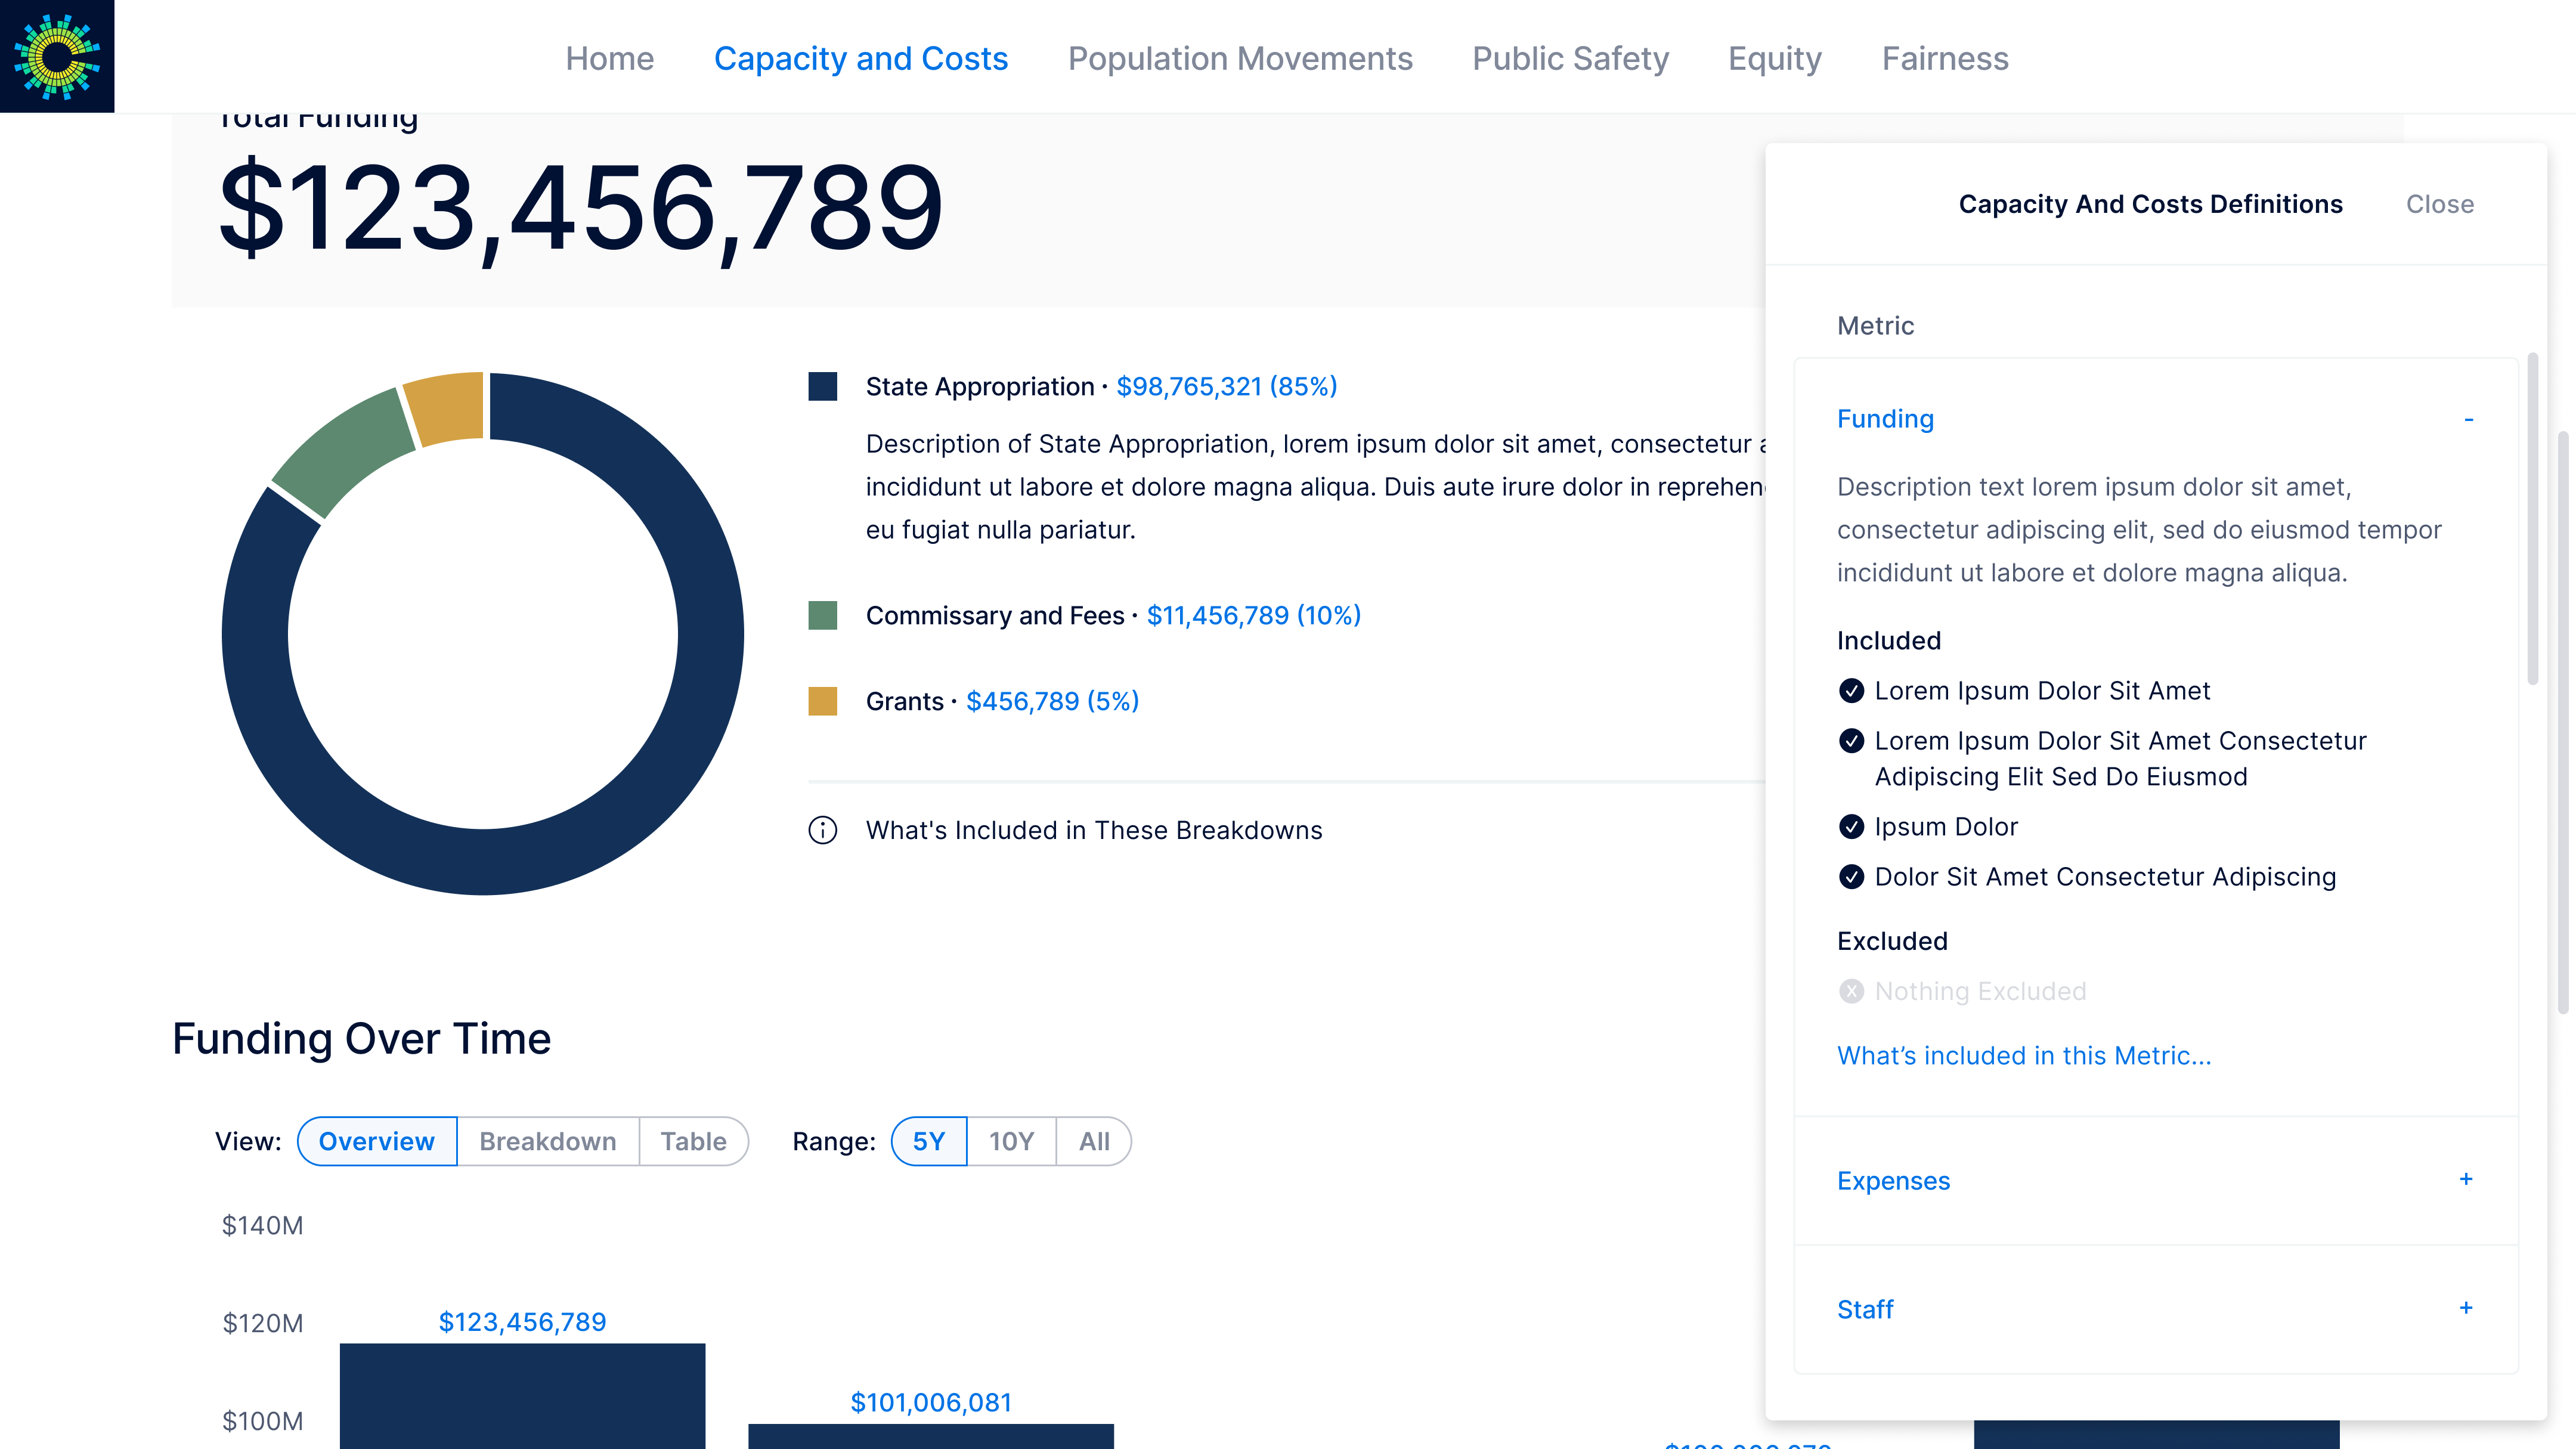 Home Capacity and Costs Population Movements Public Safety Equity Fairness
Total Funding
$123,456,789
State Appropriation · $98,765,321 (85%)
Description of State Appropriation, lorem ipsum dolor sit amet, consectetur
incididunt ut labore et dolore magna aliqua. Duis aute irure dolor in
eu fugiat nulla pariatur.
Commissary and Fees · $11,456,789 (10%)
Grants · $456,789 (5%)
What's Included in These Breakdowns
Funding Over Time
View: Overview Breakdown Table Range: 5Y 10Y All
$140M
$120M
$100M
$123,456,789
$101,006,081
Capacity And Costs Definitions Close
Metric
Funding -
Description text lorem ipsum dolor sit amet,
consectetur adipiscing elit, sed do eiusmod tempor
incididunt ut labore et dolore magna aliqua.
Included
Lorem Ipsum Dolor Sit Amet
Lorem Ipsum Dolor Sit Amet Consectetur
Adipiscing Elit Sed Do Eiusmod
Ipsum Dolor
Dolor Sit Amet Consectetur Adipiscing
Excluded
Nothing Excluded
What’s included in this Metric...
Expenses +
Staff +